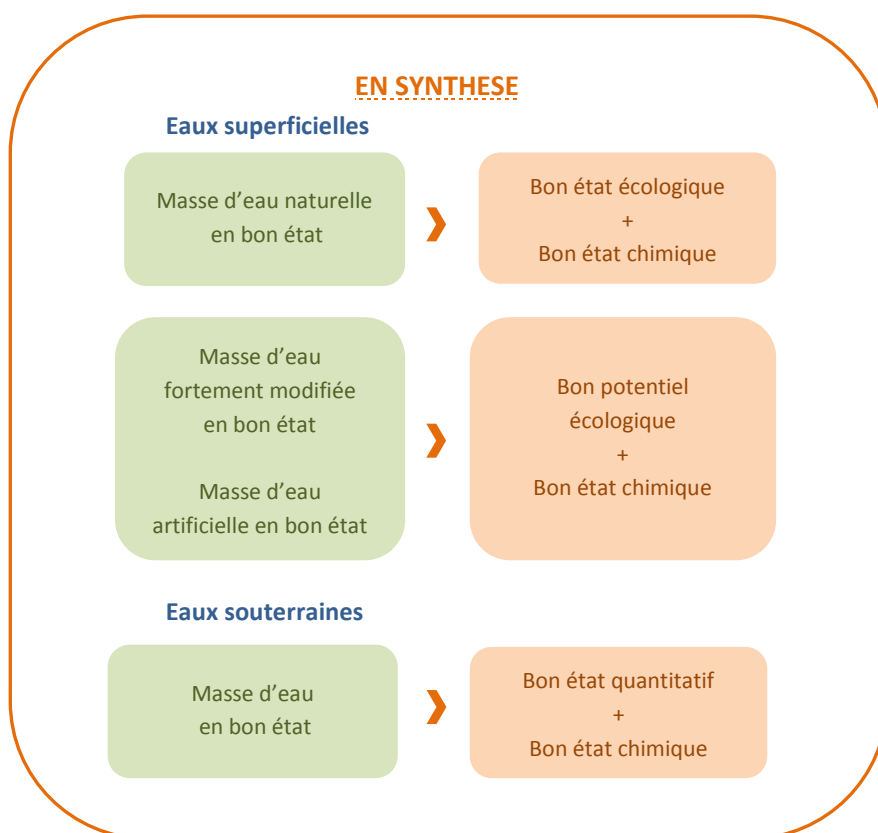 EN SYNTHESE
Eaux superficielles
Masse d’eau naturelle
en bon état
Bon état écologique
+
Bon état chimique
Masse d’eau
fortement modifiée
en bon état
Masse d’eau
artificielle en bon état
Bon potentiel
écologique
+
Bon état chimique
Eaux souterraines
Masse d’eau
en bon état
Bon état quantitatif
+
Bon état chimique